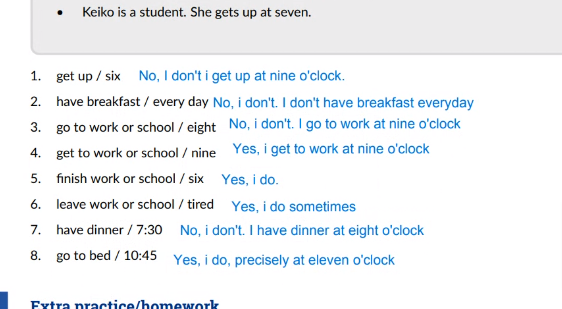 • Keiko is a student. She gets up at seven.
1. get up / six No, I don't i get up at nine o'clock.
2. have breakfast / every day No, i don't. I don't have breakfast everyday
3. go to work or school / eight No, i don't. I go to work at nine o'clock
4. get to work or school / nine Yes, i get to work at nine o'clock
5. finish work or school / six Yes, i do.
6. leave work or school / tired Yes, i do sometimes
7. have dinner / 7:30 No, i don't. I have dinner at eight o'clock
8. go to bed / 10:45 Yes, i do, precisely at eleven o'clock
Extra practice/homework